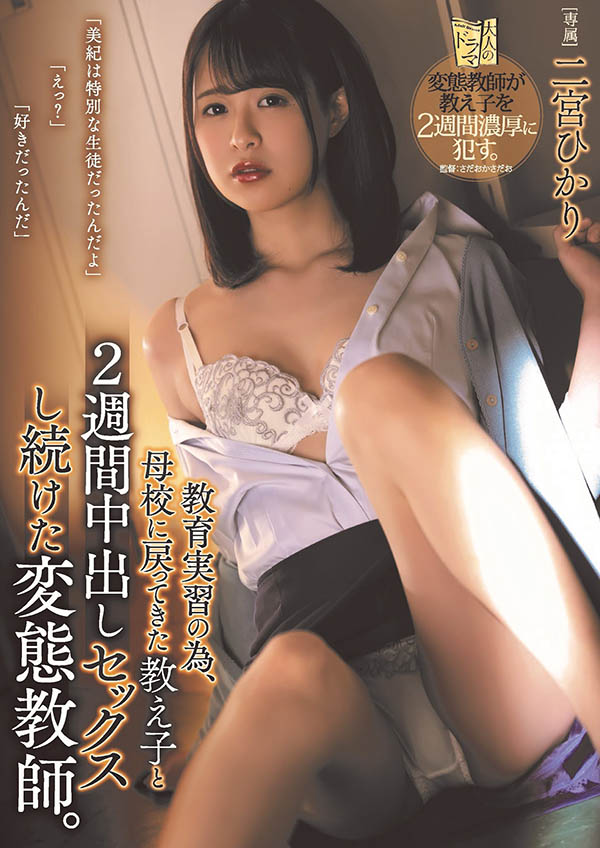 [専属]
二宮ひかり
大人の
ドラマ
変態教師が
教え子を
2週間濃厚に
犯す。
監督:さだおかさだお
「美紀は特別な生徒だったんだよ」
「えっ?」
「好きだったんだ」
教育実習の為、
母校に戻ってきた教え子と
2週間中出しセックス
し続けた変態教師。